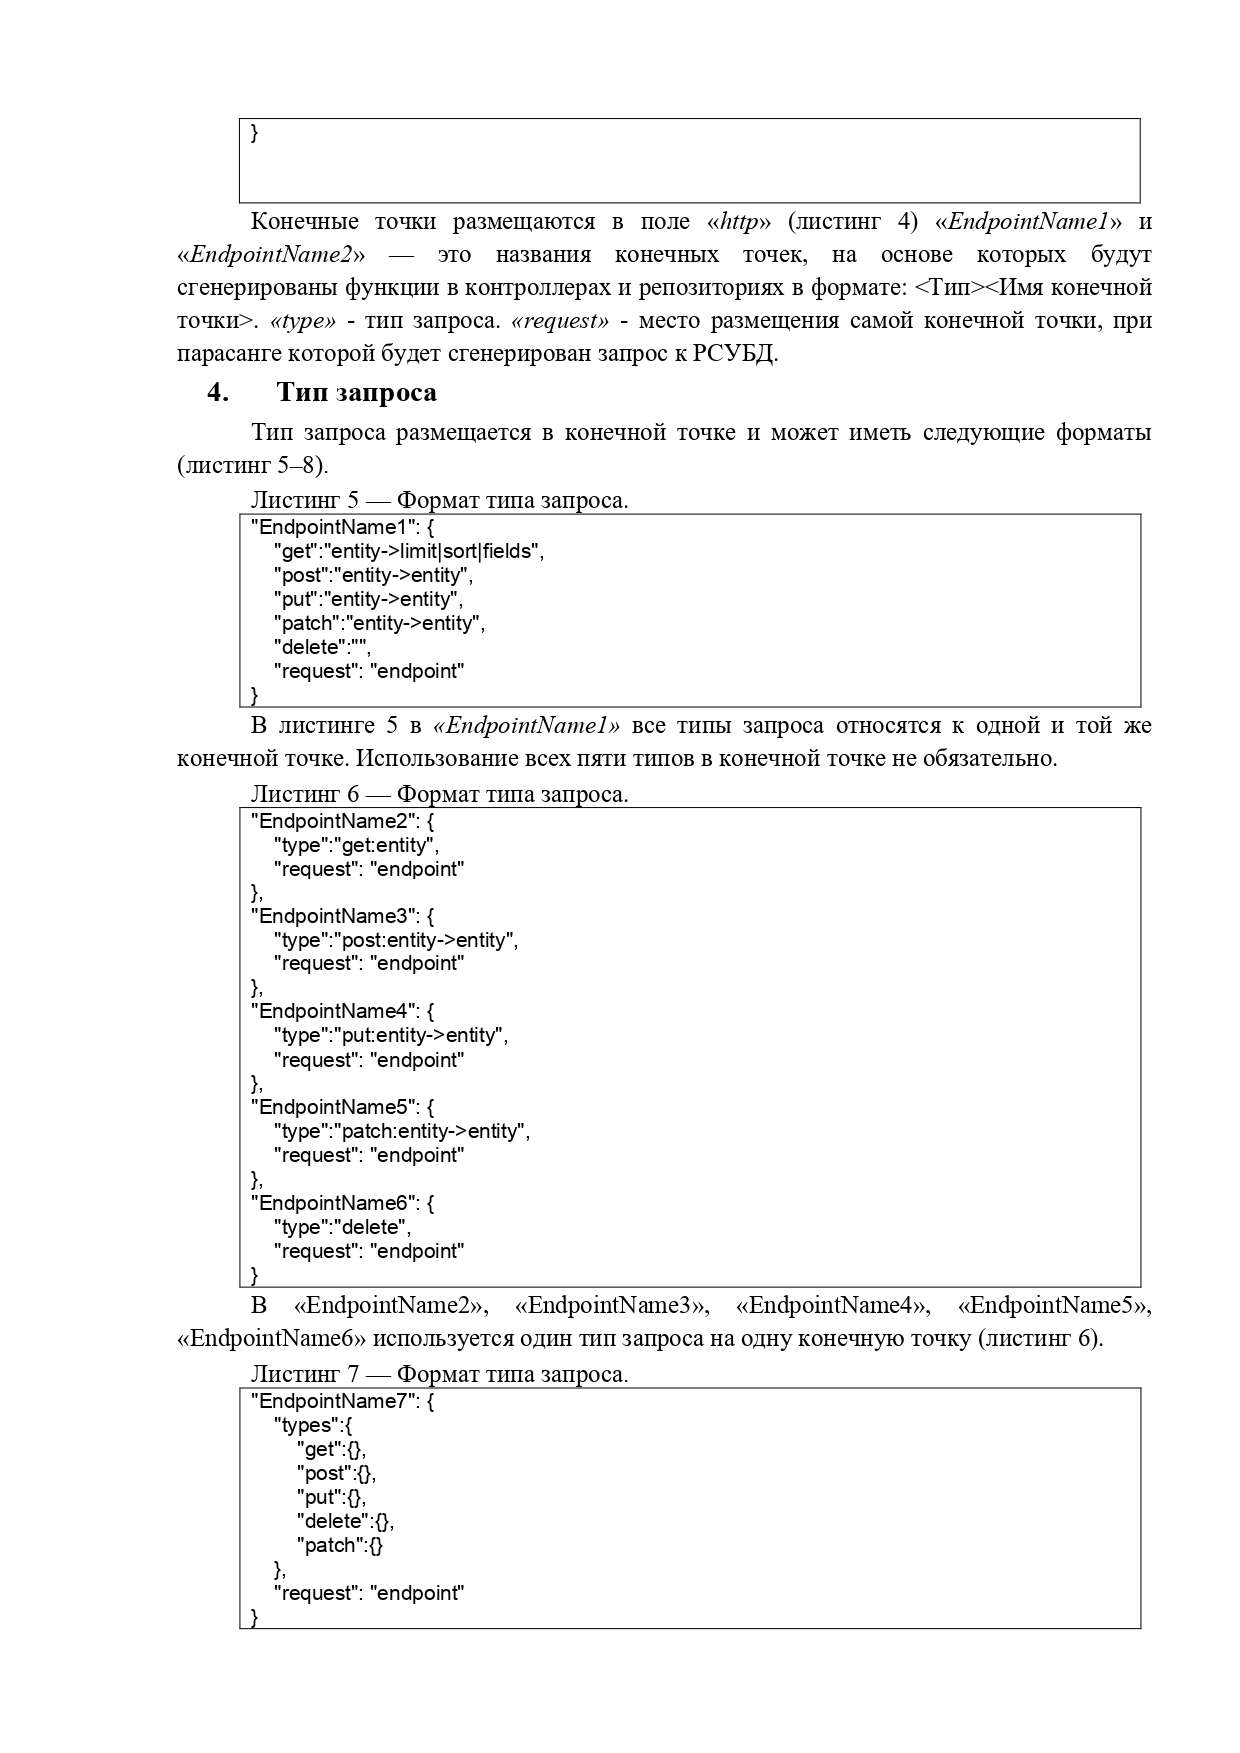 }
Конечные точки размещаются в поле «http» (листинг 4) «EndpointName1» и
«EndpointName2» — это названия конечных точек, на основе которых будут
сгенерированы функции в контроллерах и репозиториях в формате: <Тип><Имя конечной
точки>. «type» - тип запроса. «request» - место размещения самой конечной точки, при
парасанге которой будет сгенерирован запрос к РСУБД.
4. Тип запроса
Тип запроса размещается в конечной точке и может иметь следующие форматы
(листинг 5–8).
Листинг 5 — Формат типа запроса.
"EndpointName1": {
"get":"entity->limit|sort|fields",
"post":"entity->entity",
"put":"entity->entity",
"patch":"entity->entity",
"delete":"",
"request": "endpoint"
}
В листинге 5 в «EndpointName1» все типы запроса относятся к одной и той же
конечной точке. Использование всех пяти типов в конечной точке не обязательно.
Листинг 6 — Формат типа запроса.
"EndpointName2": {
"type":"get:entity",
"request": "endpoint"
},
"EndpointName3": {
"type":"post:entity->entity",
"request": "endpoint"
},
"EndpointName4": {
"type":"put:entity->entity",
"request": "endpoint"
},
"EndpointName5": {
"type":"patch:entity->entity",
"request": "endpoint"
},
"EndpointName6": {
"type":"delete",
"request": "endpoint"
}
В «EndpointName2», «EndpointName3», «EndpointName4», «EndpointName5»,
«EndpointName6» используется один тип запроса на одну конечную точку (листинг 6).
Листинг 7 — Формат типа запроса.
"EndpointName7": {
"types":{
"get":{},
"post":{},
"put":{},
"delete":{},
"patch":{}
},
"request": "endpoint"
}